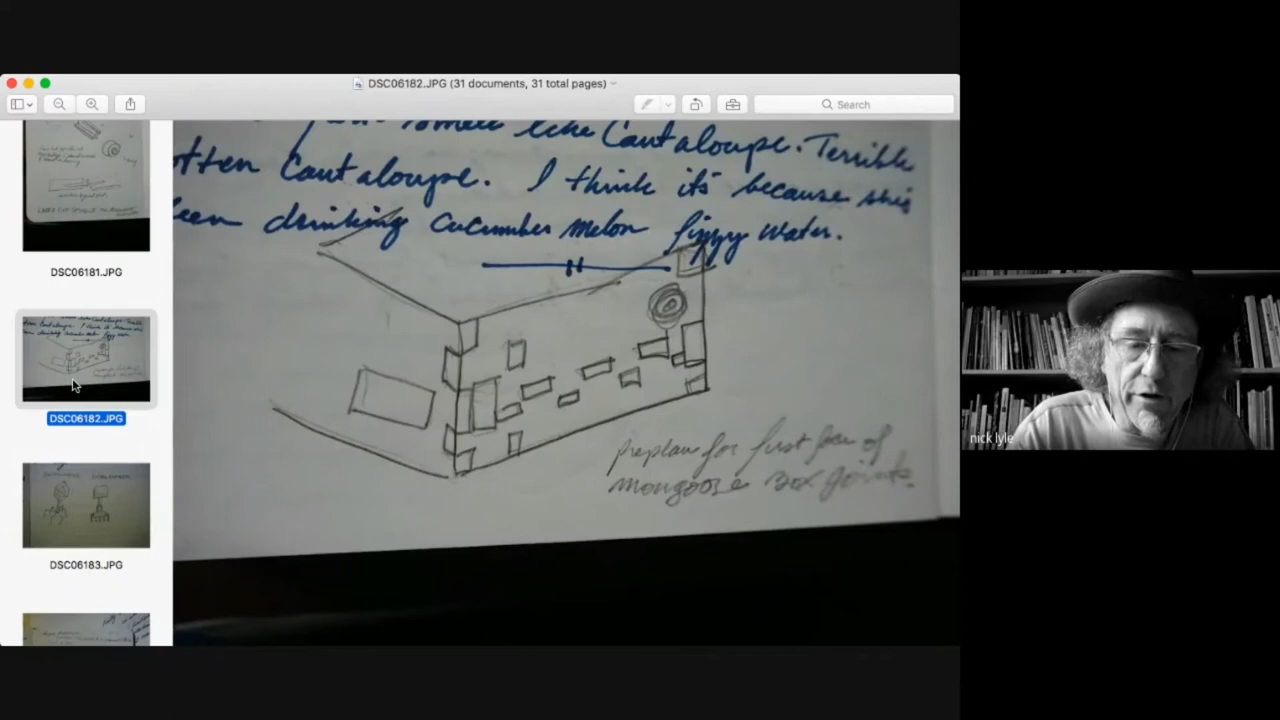 DSC06182.JPG (31 documents, 31 total pages)
Search
smell like Cantaloupe. Terrible
otten Cantaloupe. I think it's because she's
een drinking cucumber melon fizzy water.
preplan for first face of
mongoose box joints.
DSC06181.JPG
DSC06182.JPG
DSC06183.JPG
nick lyle